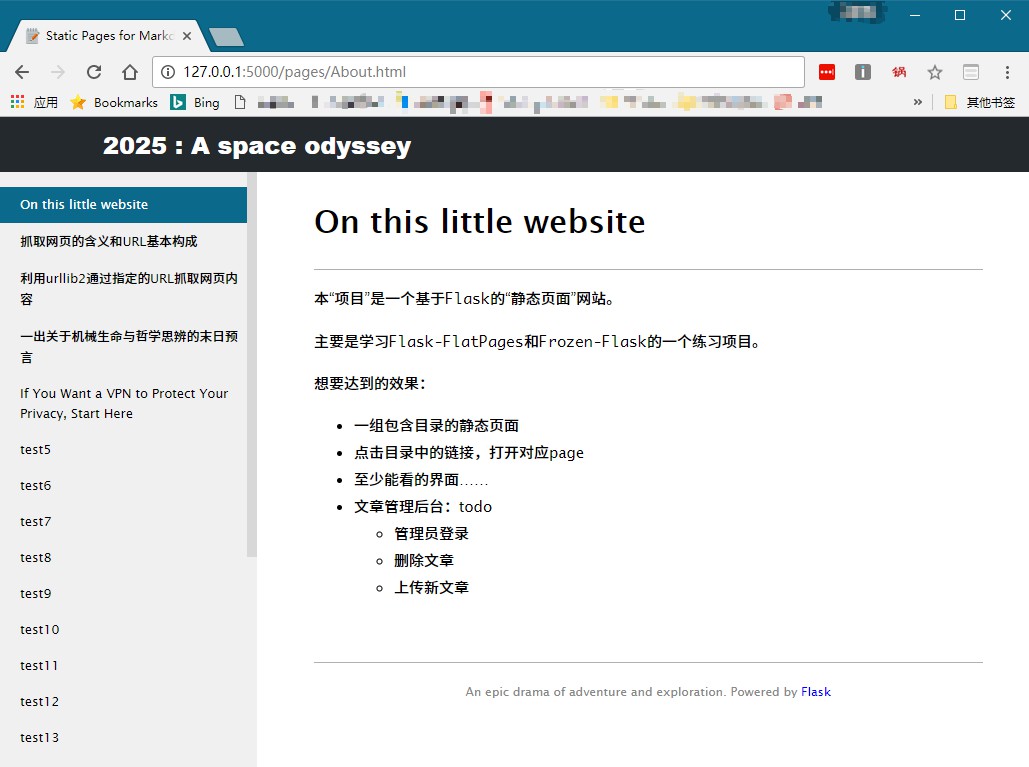 Static Pages for Markd
127.0.0.1:5000/pages/About.html
锅
应用
Bookmarks
Bing
»
其他书签
2025 : A space odyssey
On this little website
抓取网页的含义和URL基本构成
利用urllib2通过指定的URL抓取网页内
容
一出关于机械生命与哲学思辨的末日预
言
If You Want a VPN to Protect Your
Privacy, Start Here
test5
test6
test7
test8
test9
test10
test11
test12
test13
On this little website
本“项目”是一个基于Flask的“静态页面”网站。
主要是学习Flask-FlatPages和Frozen-Flask的一个练习项目。
想要达到的效果：
一组包含目录的静态页面
点击目录中的链接，打开对应page
至少能看的界面……
文章管理后台：todo
管理员登录
删除文章
上传新文章
An epic drama of adventure and exploration. Powered by Flask